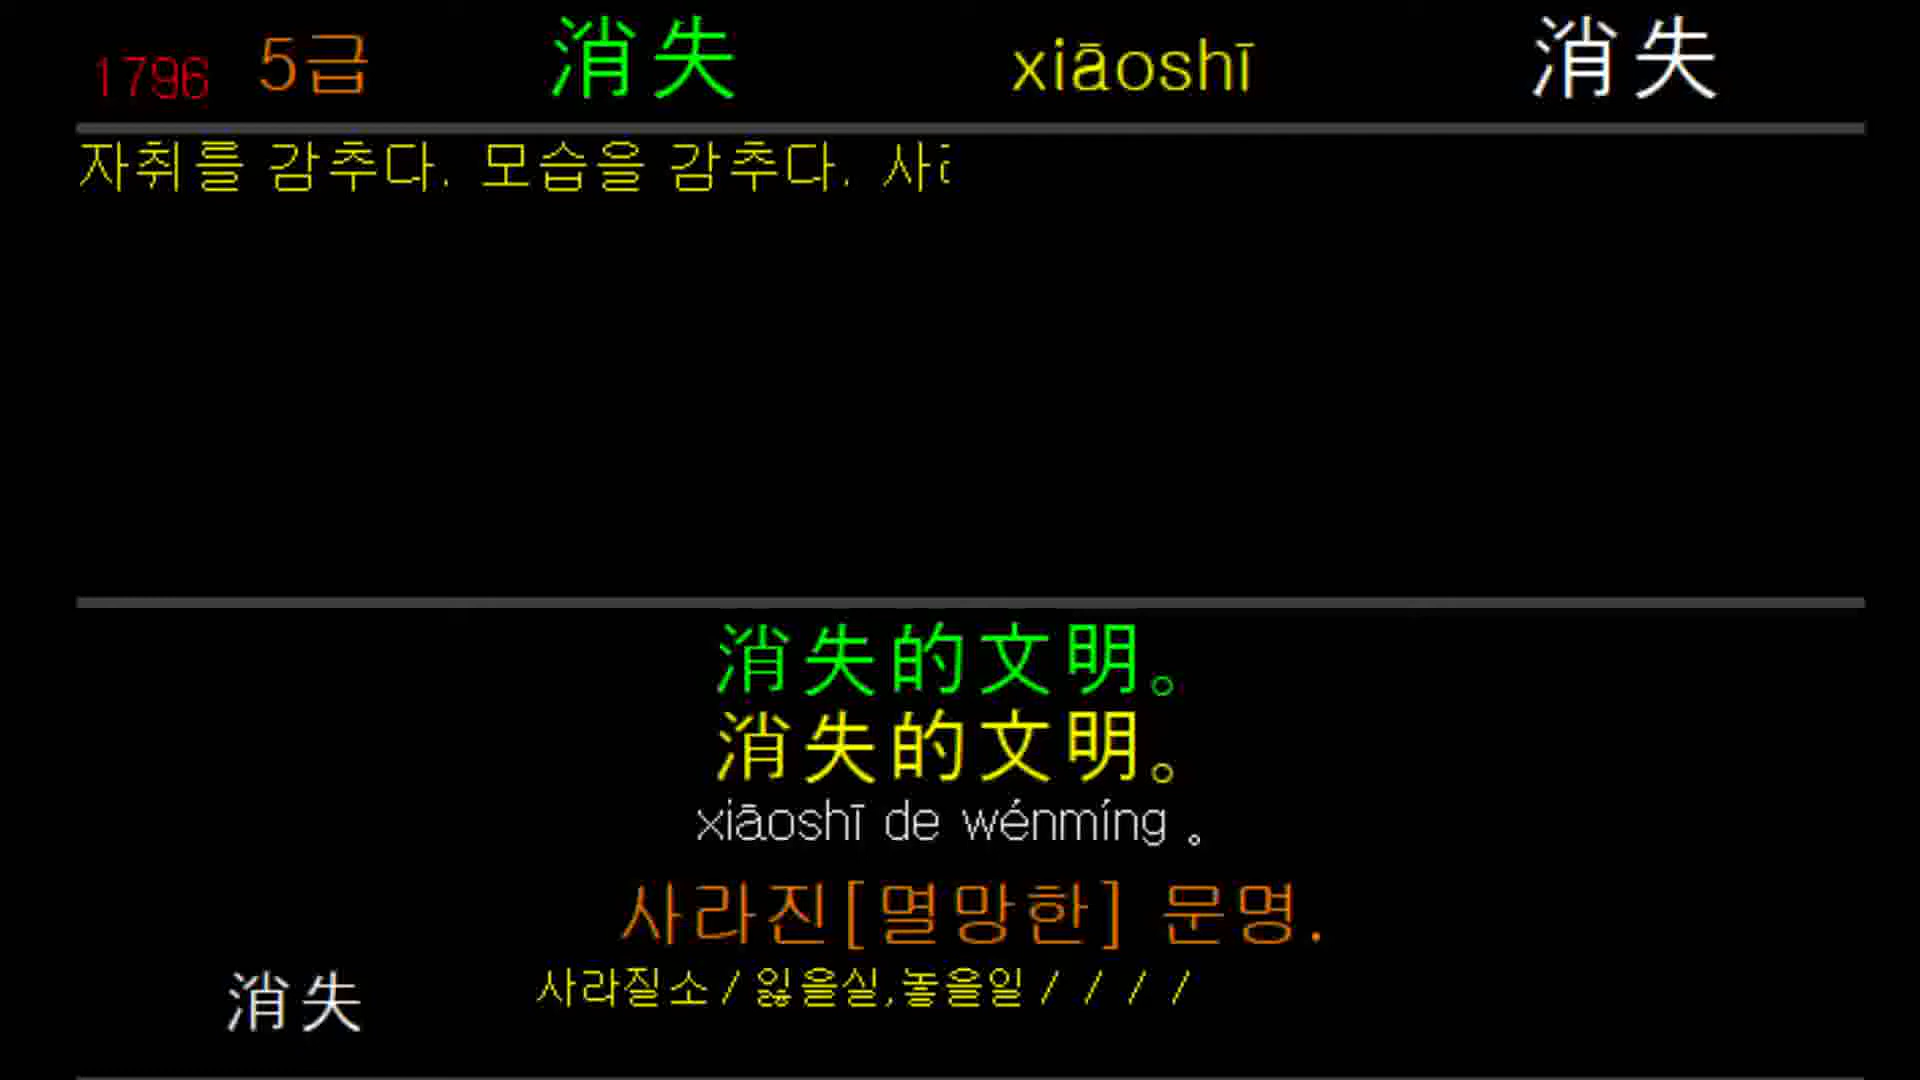 1796 5급 消失 xiāoshī 消失
자취를 감추다. 모습을 감추다.
消失的文明。
消失的文明。
xiāoshī de wénmíng 。
사라진[멸망한] 문명.
消失 사라질소/잃을실,놓을일////